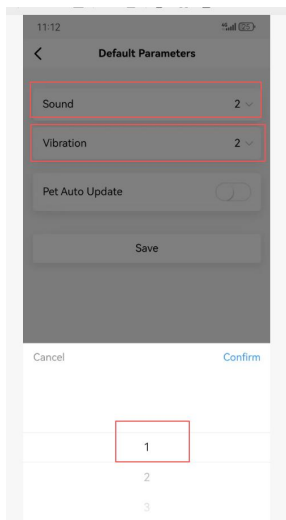 11:12
Default Parameters
Sound 2
Vibration 2
Pet Auto Update
Save
Cancel Confirm
1
2
3